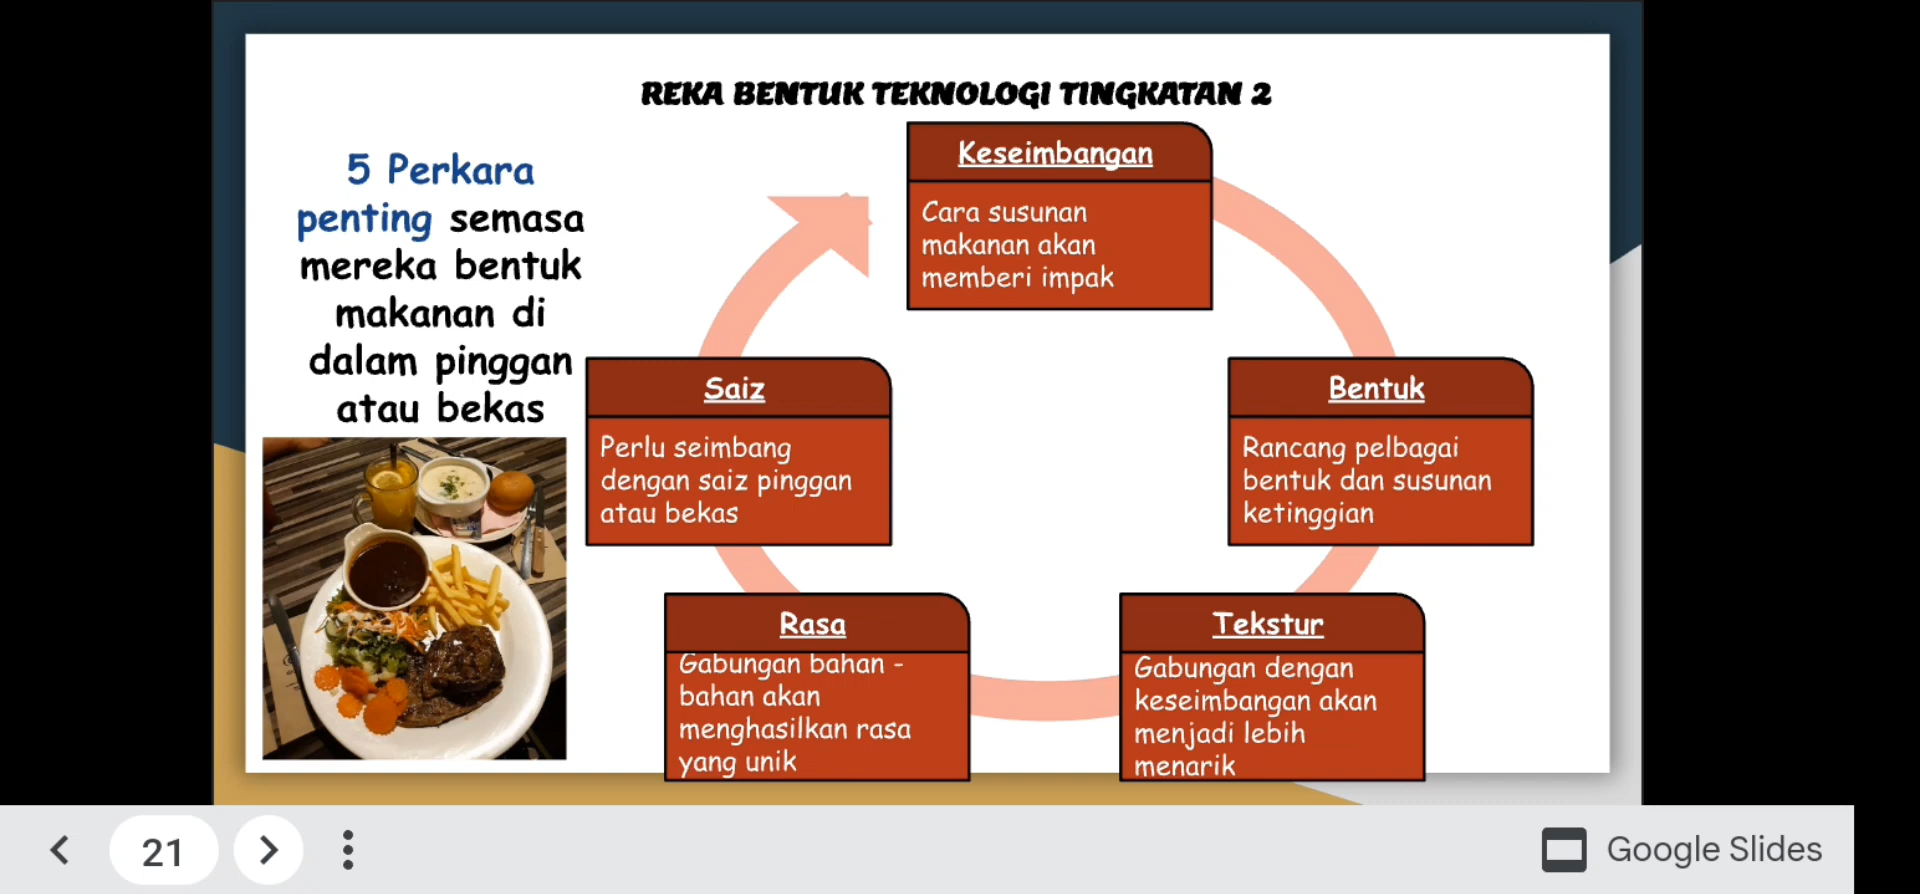 REKA BENTUK TEKNOLOGI TINGKATAN 2
5 Perkara
penting semasa
mereka bentuk
makanan di
dalam pinggan
atau bekas
Keseimbangan
Cara susunan
makanan akan
memberi impak
Bentuk
Rancang pelbagai
bentuk dan susunan
ketinggian
Tekstur
Gabungan dengan
keseimbangan akan
menjadi lebih
menarik
Rasa
Gabungan bahan -
bahan akan
menghasilkan rasa
yang unik
Saiz
Perlu seimbang
dengan saiz pinggan
atau bekas
21
Google Slides